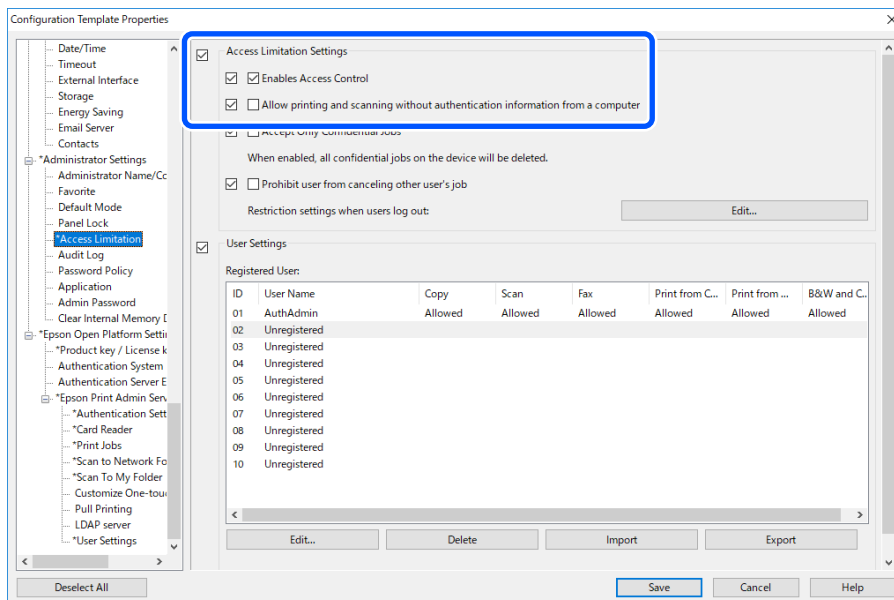 Configuration Template Properties
Date/Time
Timeout
External Interface
Storage
Energy Saving
Email Server
Contacts
*Administrator Settings
Administrator Name/Co
Favorite
Default Mode
Panel Lock
*Access Limitation
Audit Log
Password Policy
Application
Admin Password
Clear Internal Memory D
*Epson Open Platform Settin
*Product key / License k
Authentication System
Authentication Server E
*Epson Print Admin Serv
*Authentication Sett
*Card Reader
*Print Jobs
*Scan to Network Fo
*Scan To My Folder
Customize One-touc
Pull Printing
LDAP server
*User Settings
Access Limitation Settings
Enables Access Control
Allow printing and scanning without authentication information from a computer
Accept Only Confidential Jobs
When enabled, all confidential jobs on the device will be deleted.
Prohibit user from canceling other user's job
Restriction settings when users log out:
Edit...
User Settings
Registered User:
ID User Name Copy Scan Fax Print from C... Print from ... B&W and C...
01 AuthAdmin Allowed Allowed Allowed Allowed Allowed Allowed
02 Unregistered
03 Unregistered
04 Unregistered
05 Unregistered
06 Unregistered
07 Unregistered
08 Unregistered
09 Unregistered
10 Unregistered
Edit... Delete Import Export
Deselect All Save Cancel Help